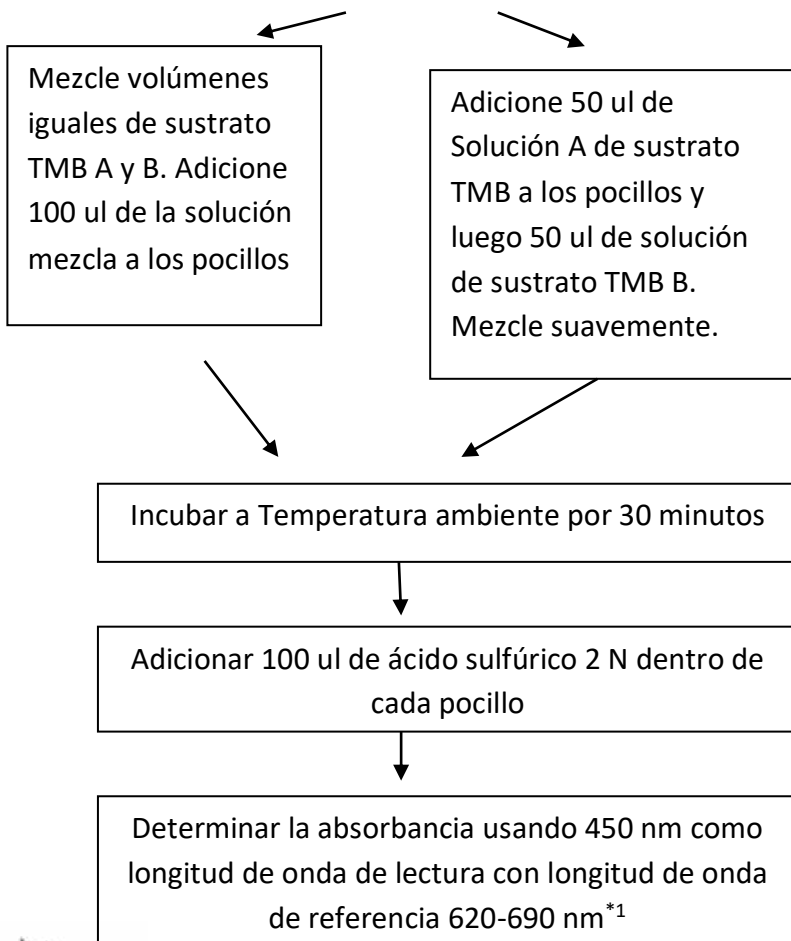 Mezcle volúmenes
iguales de sustrato
TMB A y B. Adicione
100 ul de la solución
mezcla a los pocillos
Adicione 50 ul de
Solución A de sustrato
TMB a los pocillos y
luego 50 ul de solución
de sustrato TMB B.
Mezcle suavemente.
Incubar a Temperatura ambiente por 30 minutos
Adicionar 100 ul de ácido sulfúrico 2 N dentro de
cada pocillo
Determinar la absorbancia usando 450 nm como
longitud de onda de lectura con longitud de onda
de referencia 620-690 nm*1